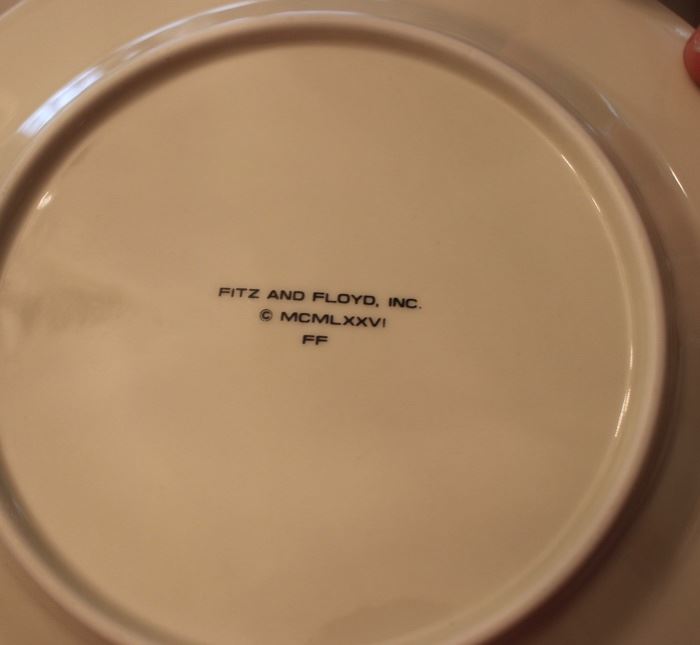 FITZ AND FLOYD, INC.
© MCMLXXVI
FF